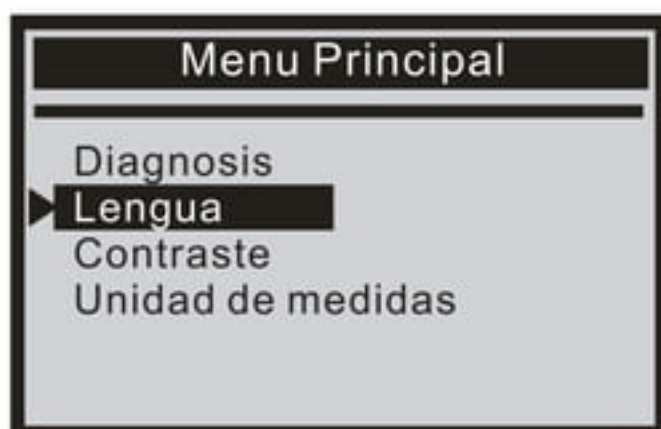 Menu Principal
Diagnosis
Lengua
Contraste
Unidad de medidas